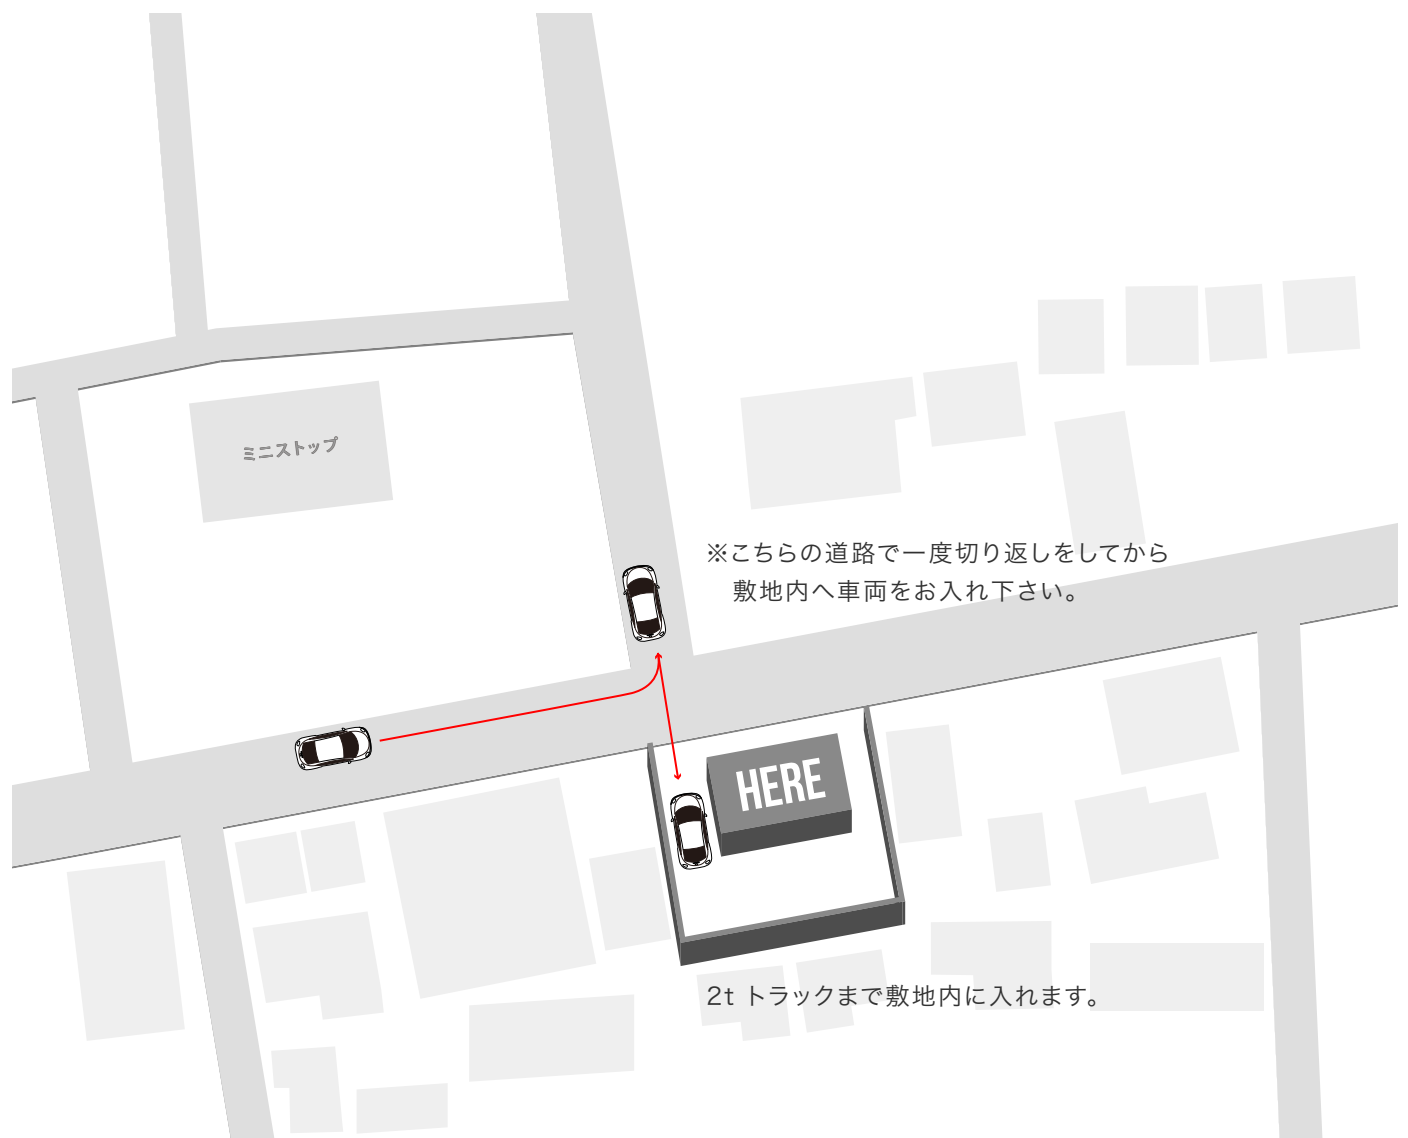 ミニストップ
※こちらの道路で一度切り返しをしてから
敷地内へ車両をお入れ下さい。
HERE
2t トラックまで敷地内に入れます。